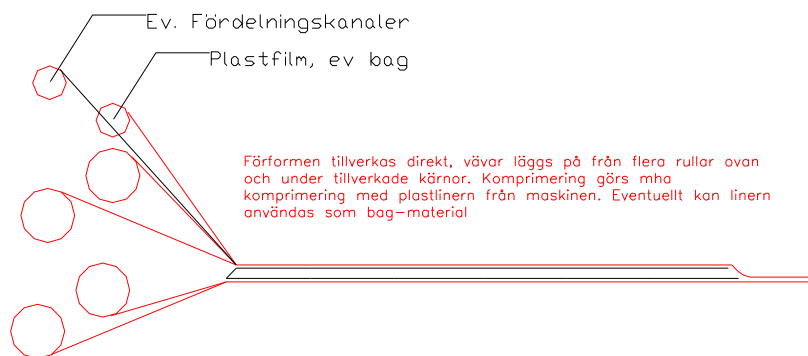 Ev. Fördelningskanaler
Plastfilm, ev bag
Förformen tillverkas direkt, vävar läggs på från flera rullar ovan
och under tillverkade kärnor. Komprimering görs mha
komprimering med plastlinern från maskinen. Eventuellt kan linern
användas som bag-material